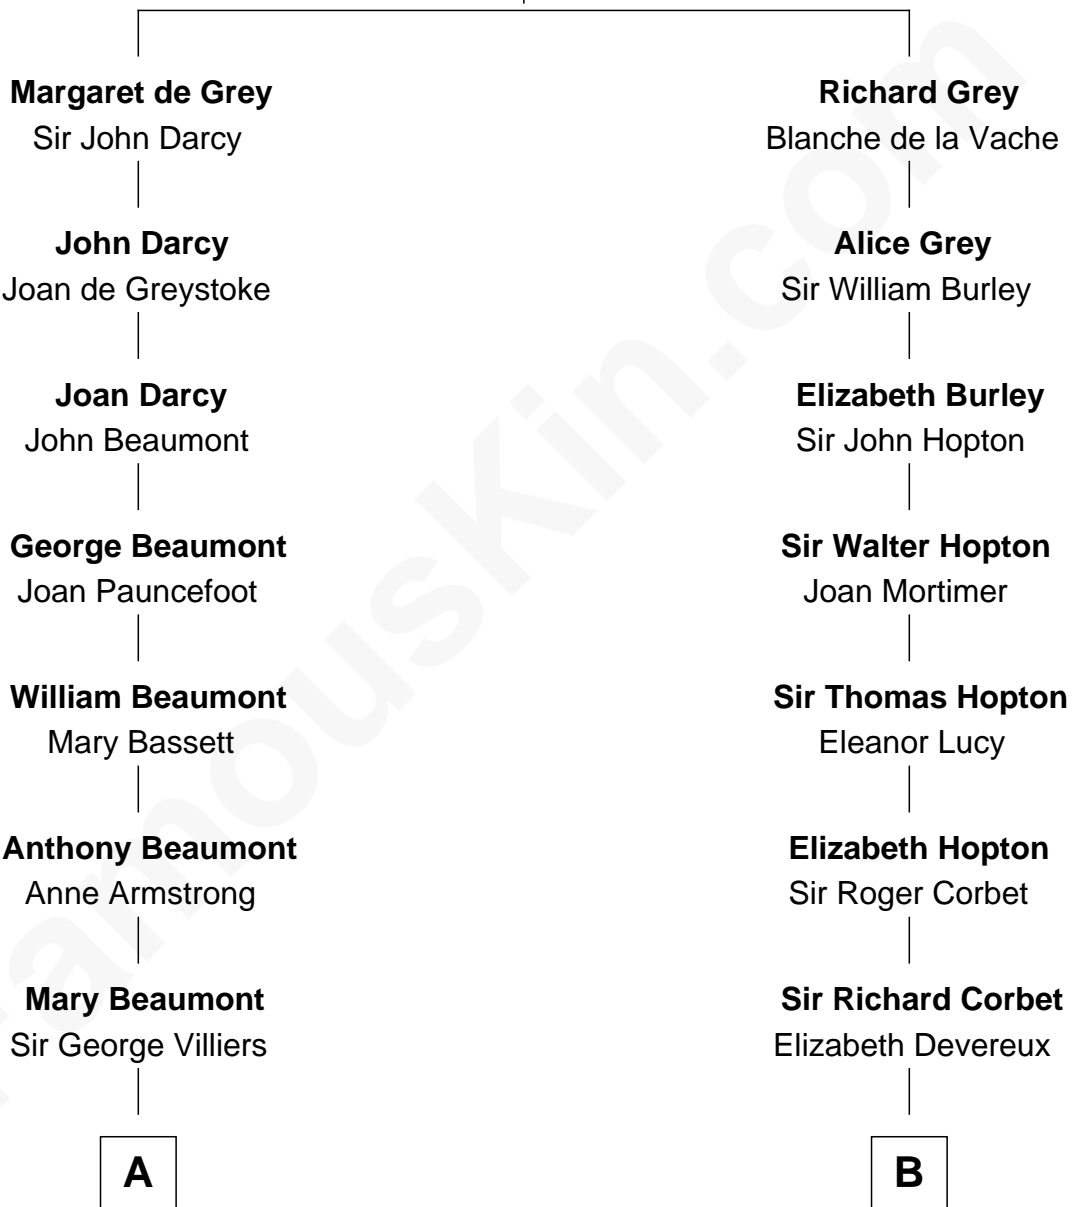 Margaret de Grey
Sir John Darcy
John Darcy
Joan de Greystoke
Joan Darcy
John Beaumont
George Beaumont
Joan Pauncefoot
William Beaumont
Mary Bassett
Anthony Beaumont
Anne Armstrong
Mary Beaumont
Sir George Villiers
A
Richard Grey
Blanche de la Vache
Alice Grey
Sir William Burley
Elizabeth Burley
Sir John Hopton
Sir Walter Hopton
Joan Mortimer
Sir Thomas Hopton
Eleanor Lucy
Elizabeth Hopton
Sir Roger Corbet
Sir Richard Corbet
Elizabeth Devereux
B
FamousKin.com